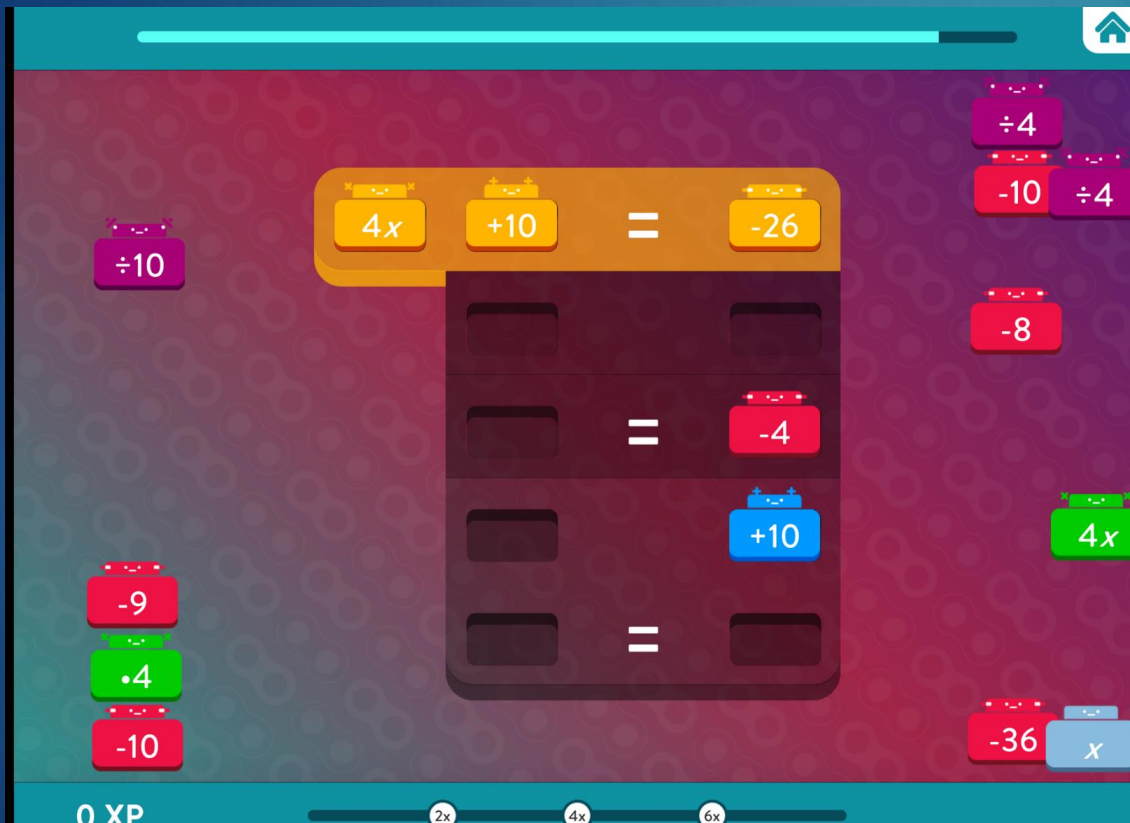 ÷4
-10 ÷4
4x +10 = -26
÷10
-8
= -4
+10
4x
-9
=
•4
-10
-36 x
0 XP
2x 4x 6x